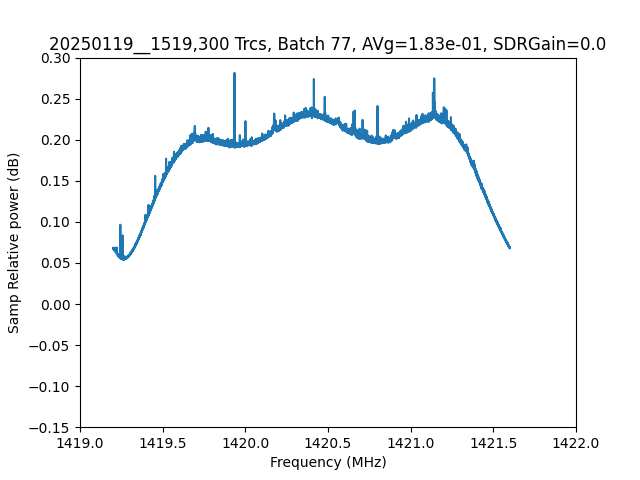 20250119__1519,300 Trcs, Batch 77, AVg=1.83e-01, SDRGain=0.0
0.30
0.25
0.20
0.15
0.10
0.05
0.00
−0.05
−0.10
−0.15
Samp Relative power (dB)
1419.0 1419.5 1420.0 1420.5 1421.0 1421.5 1422.0
Frequency (MHz)